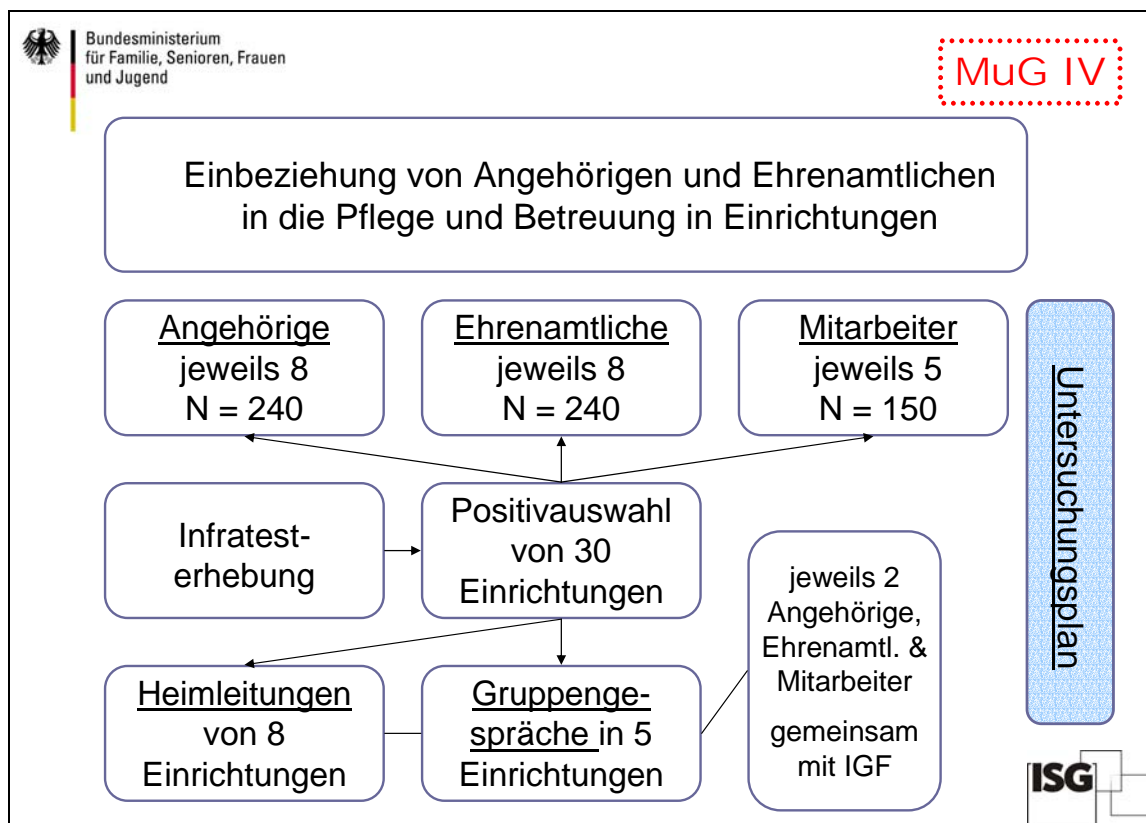 Bundesministerium
für Familie, Senioren, Frauen
und Jugend
MuG IV
Einbeziehung von Angehörigen und Ehrenamtlichen
in die Pflege und Betreuung in Einrichtungen
Angehörige
jeweils 8
N = 240
Ehrenamtliche
jeweils 8
N = 240
Mitarbeiter
jeweils 5
N = 150
Untersuchungsplan
Infratest-
erhebung
Positivauswahl
von 30
Einrichtungen
jeweils 2
Angehörige,
Ehrenamtl. &
Mitarbeiter
gemeinsam
mit IGF
Heimleitungen
von 8
Einrichtungen
Gruppenge-
spräche in 5
Einrichtungen
ISG